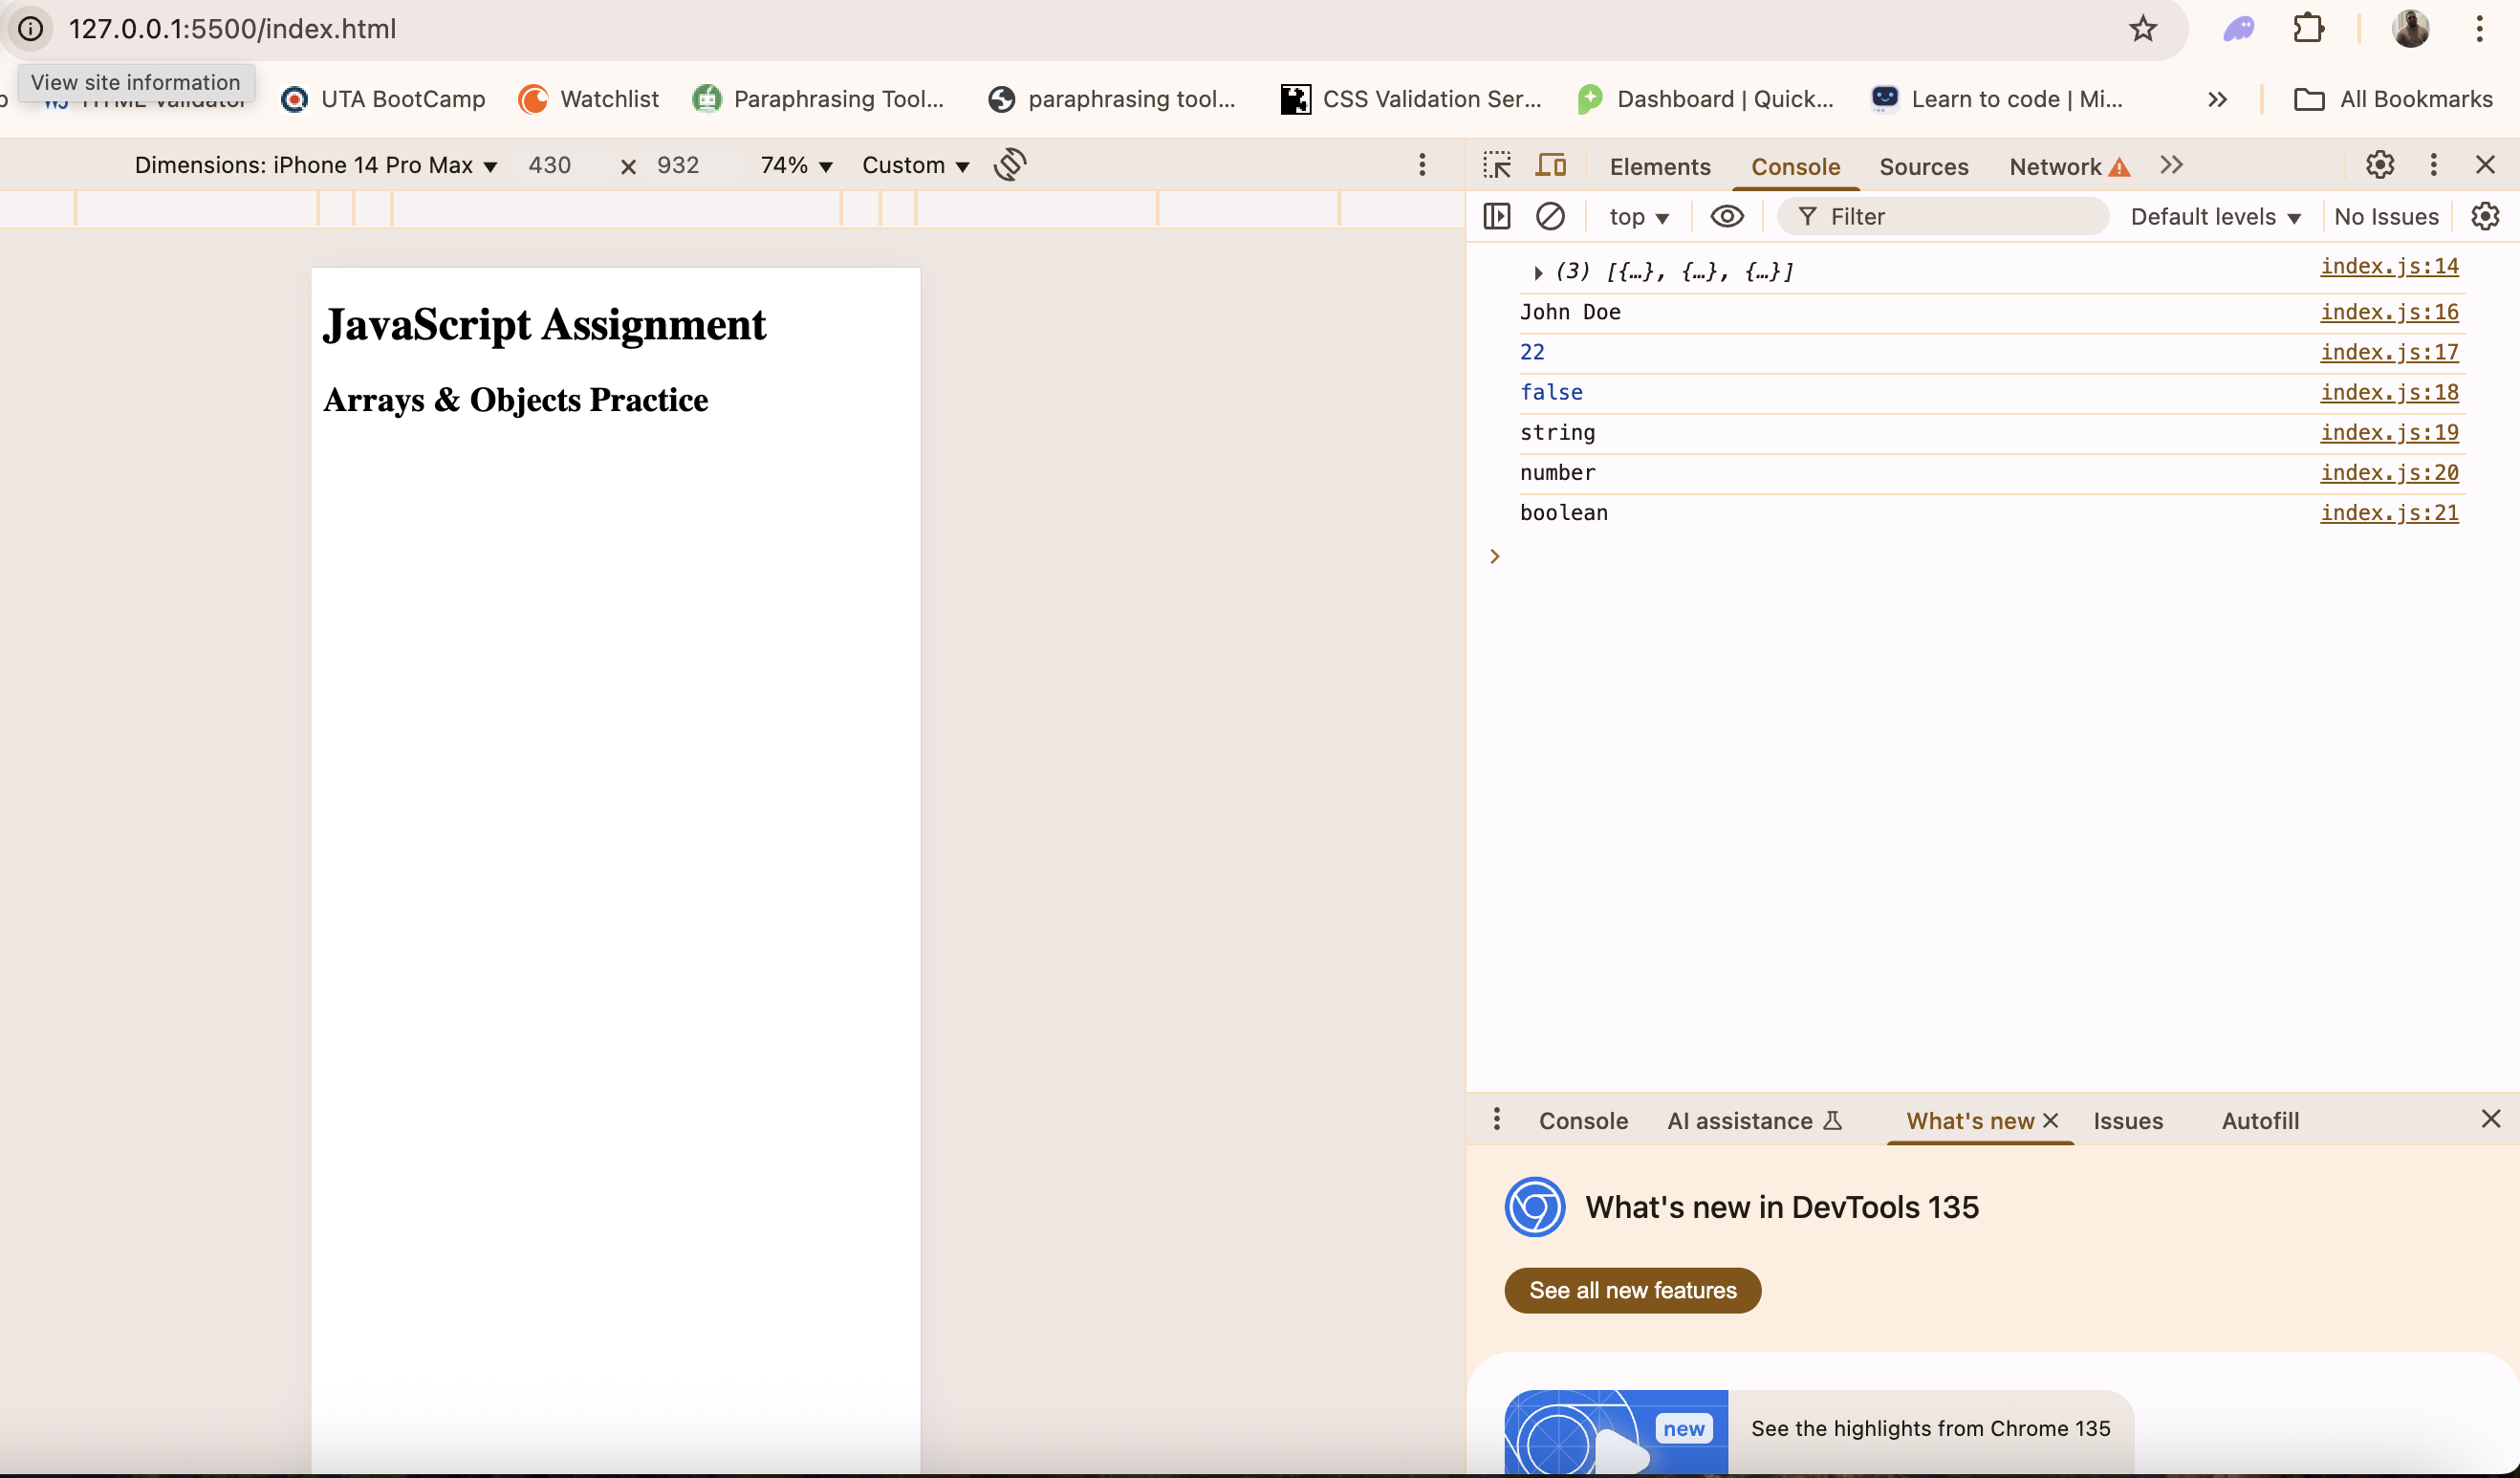 127.0.0.1:5500/index.html
View site information
UTA BootCamp
Watchlist
Paraphrasing Tool...
paraphrasing tool...
CSS Validation Ser...
Dashboard | Quick...
Learn to code | Mi...
All Bookmarks
Dimensions: iPhone 14 Pro Max
430 × 932
74%
Custom
Elements
Console
Sources
Network
top
Filter
Default levels
No Issues
JavaScript Assignment
Arrays & Objects Practice
(3) [{…}, {…}, {…}] index.js:14
John Doe index.js:16
22 index.js:17
false index.js:18
string index.js:19
number index.js:20
boolean index.js:21
Console
AI assistance
What's new
Issues
Autofill
What's new in DevTools 135
See all new features
new
See the highlights from Chrome 135